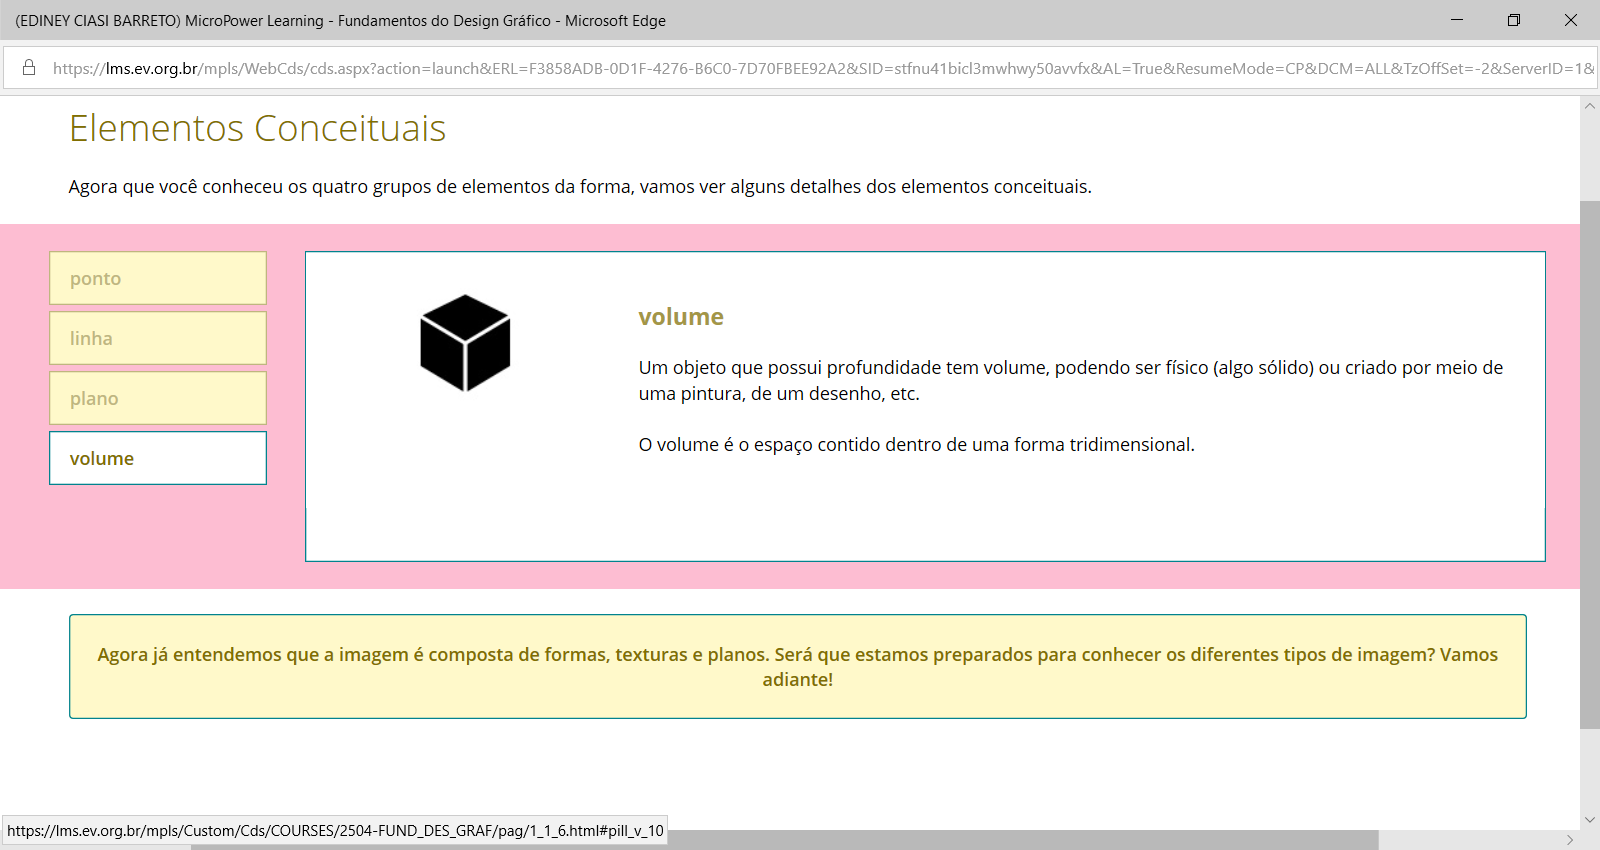 (EDINEY CIASI BARRETO) MicroPower Learning - Fundamentos do Design Gráfico - Microsoft Edge
https://lms.ev.org.br/mpls/WebCds/cds.aspx?action=launch&ERL=F3858ADB-0D1F-4276-B6C0-7D70FBEE92A2&SID=stfnu41bicl3mwhwy50avvfx&AL=True&ResumeMode=CP&DCM=ALL&TzOffSet=-2&ServerID=1&
Elementos Conceituais
Agora que você conheceu os quatro grupos de elementos da forma, vamos ver alguns detalhes dos elementos conceituais.
ponto
linha
plano
volume
volume
Um objeto que possui profundidade tem volume, podendo ser físico (algo sólido) ou criado por meio de
uma pintura, de um desenho, etc.
O volume é o espaço contido dentro de uma forma tridimensional.
Agora já entendemos que a imagem é composta de formas, texturas e planos. Será que estamos preparados para conhecer os diferentes tipos de imagem? Vamos
adiante!
https://lms.ev.org.br/mpls/Custom/Cds/COURSES/2504-FUND_DES_GRAF/pag/1_1_6.html#pill_v_10